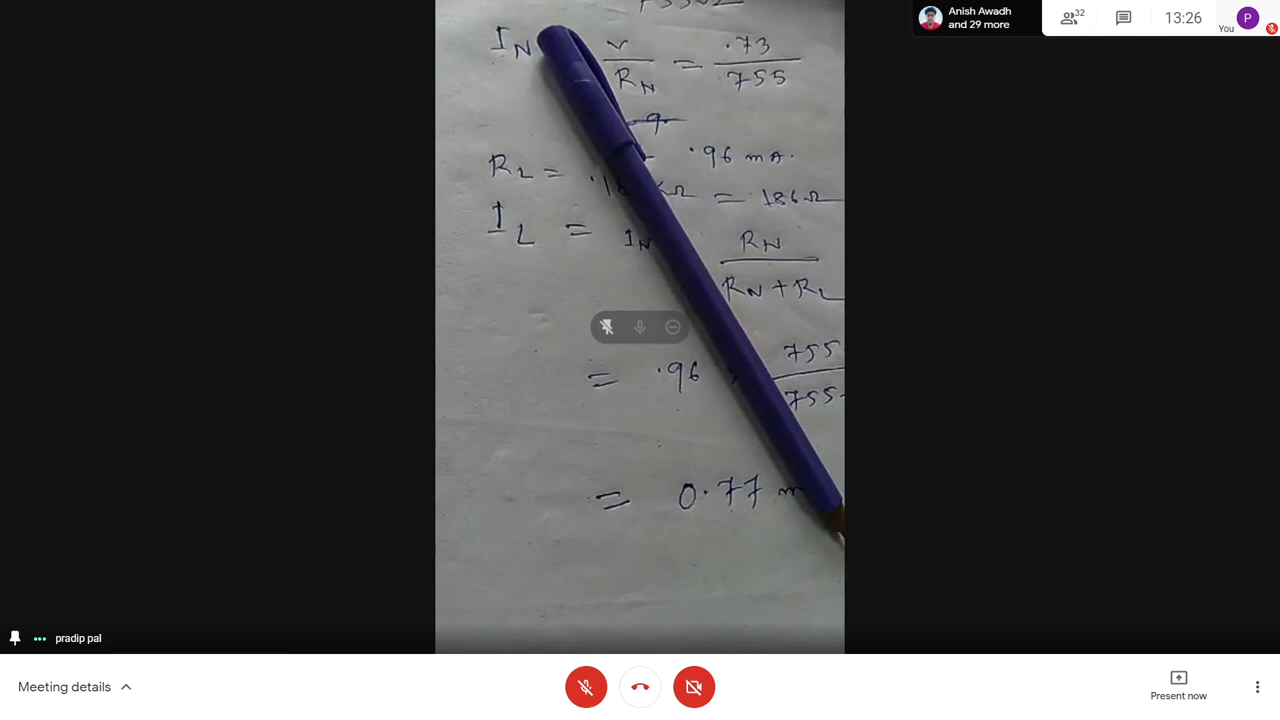 Anish Awadh
and 29 more
32
13:26
You
P
I_N V/R_N = .73/755
.96 mA.
R_L = = 186Ω
I_L = I_N R_N/(R_N + R_L
= .96 755/755
= 0.77 m
pradip pal
Meeting details
Present now